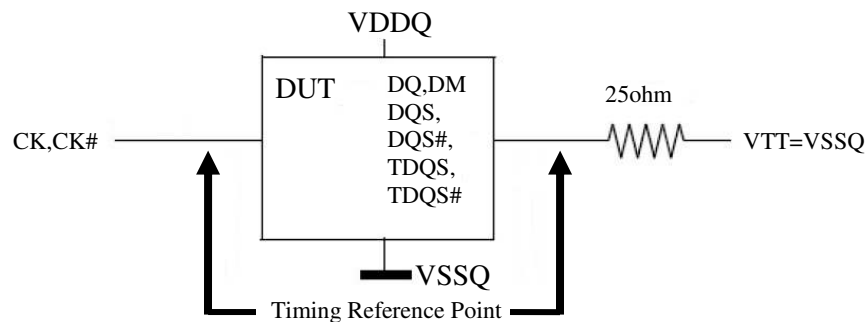 VDDQ
DUT
DQ,DM
DQS,
DQS#,
TDQS,
TDQS#
CK,CK#
25ohm
VTT=VSSQ
VSSQ
Timing Reference Point